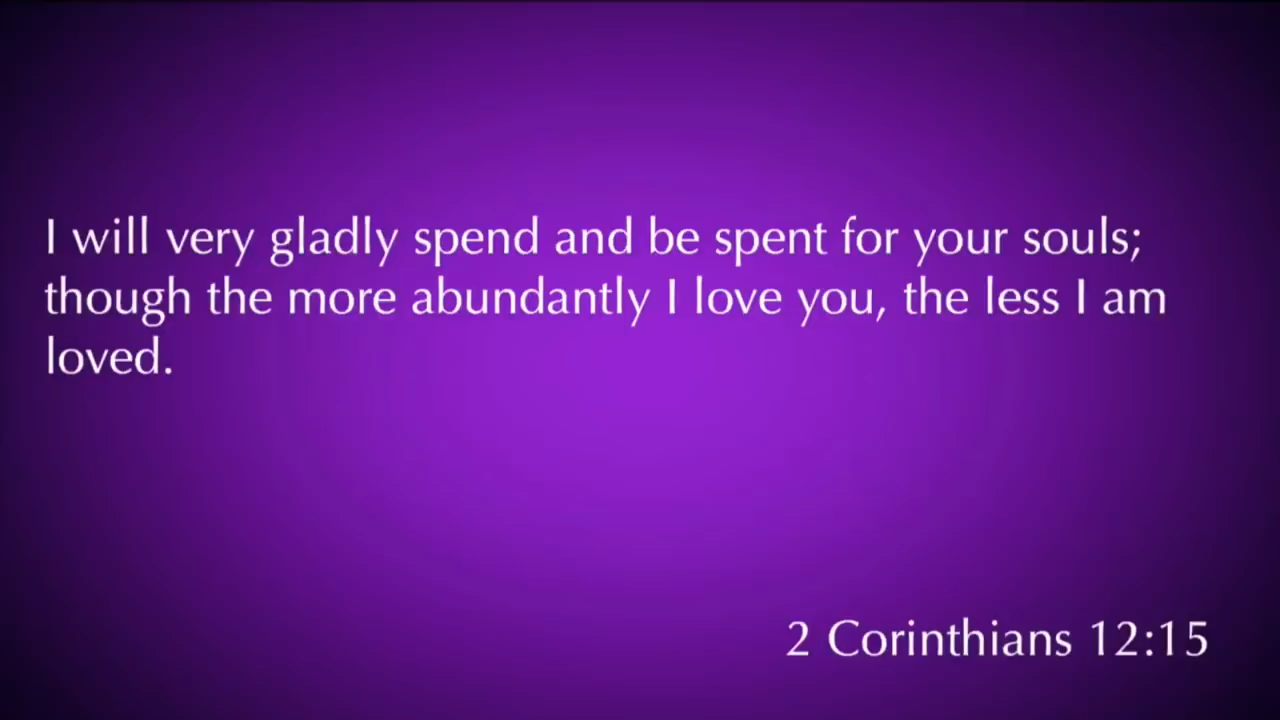 I will very gladly spend and be spent for your souls;
though the more abundantly I love you, the less I am
loved.
2 Corinthians 12:15